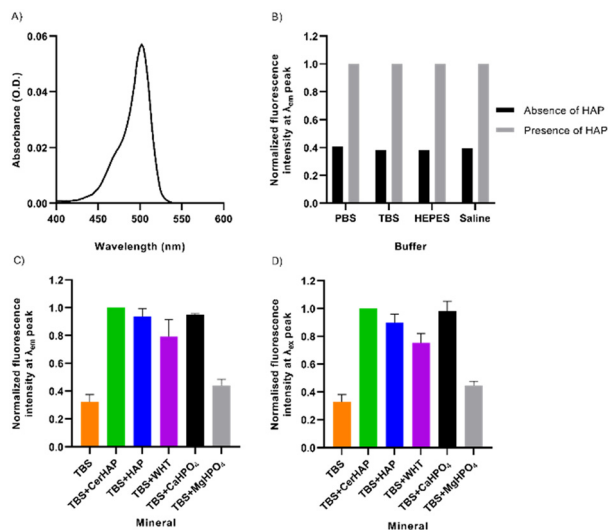 A)
Absorbance (O.D.)
0.06
0.04
0.02
0.00
400 450 500 550 600
Wavelength (nm)
B)
Normalized fluorescence
intensity at λem peak
1.2
1.0
0.8
0.6
0.4
0.2
0.0
PBS TBS HEPES Saline
Buffer
Absence of HAP
Presence of HAP
C)
Normalized fluorescence
intensity at λem peak
1.2
1.0
0.8
0.6
0.4
0.2
0.0
TBS
TBS+CerHAP
TBS+HAP
TBS+WHT
TBS+CaHPO₄
TBS+MgHPO₄
Mineral
D)
Normalised fluorescence
intensity at λex peak
1.2
1.0
0.8
0.6
0.4
0.2
0.0
TBS
TBS+CerHAP
TBS+HAP
TBS+WHT
TBS+CaHPO₄
TBS+MgHPO₄
Mineral